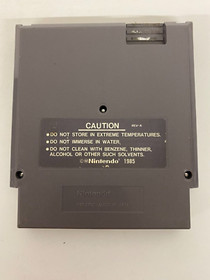 CAUTION
REV-A
●DO NOT STORE IN EXTREME TEMPERATURES.
●DO NOT IMMERSE IN WATER.
●DO NOT CLEAN WITH BENZENE, THINNER,
ALCOHOL OR OTHER SUCH SOLVENTS.
©Nintendo 1985